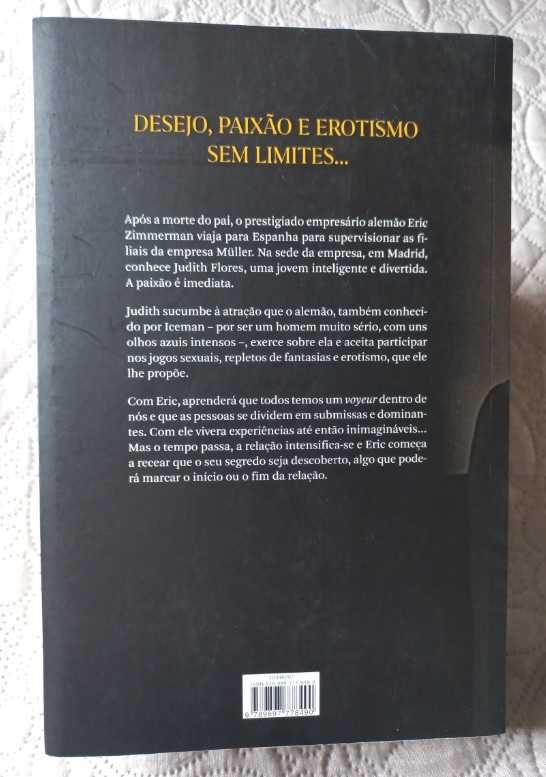 DESEJO, PAIXÃO E EROTISMO
SEM LIMITES...
Após a morte do pai, o prestigiado empresário alemão Eric
Zimmerman viaja para Espanha para supervisionar as fi-
liais da empresa Müller. Na sede da empresa, em Madrid,
conhece Judith Flores, uma jovem inteligente e divertida.
A paixão é imediata.
Judith sucumbe à atração que o alemão, também conheci-
do por Iceman – por ser um homem muito sério, com uns
olhos azuis intensos –, exerce sobre ela e aceita participar
nos jogos sexuais, repletos de fantasias e erotismo, que ele
lhe propõe.
Com Eric, aprenderá que todos temos um voyeur dentro de
nós e que as pessoas se dividem em submissas e dominan-
tes. Com ele vivera experiências até então inimagináveis...
Mas o tempo passa, a relação intensifica-se e Eric começa
a recear que o seu segredo seja descoberto, algo que pode-
rá marcar o início ou o fim da relação.
9 789897 778490